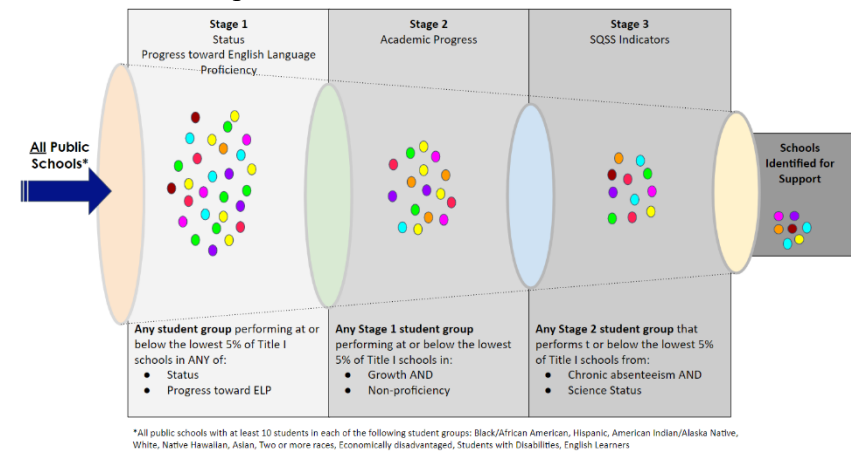 Stage 1
Status
Progress toward English Language
Proficiency
Stage 2
Academic Progress
Stage 3
SQSS Indicators
All Public
Schools*
Schools
Identified for
Support
Any student group performing at or
below the lowest 5% of Title I
schools in ANY of:
● Status
● Progress toward ELP
Any Stage 1 student group
performing at or below the lowest
5% of Title I schools in:
● Growth AND
● Non-proficiency
Any Stage 2 student group that
performs t or below the lowest 5%
of Title I schools from:
● Chronic absenteeism AND
● Science Status
*All public schools with at least 10 students in each of the following student groups: Black/African American, Hispanic, American Indian/Alaska Native,
White, Native Hawaiian, Asian, Two or more races, Economically disadvantaged, Students with Disabilities, English Learners